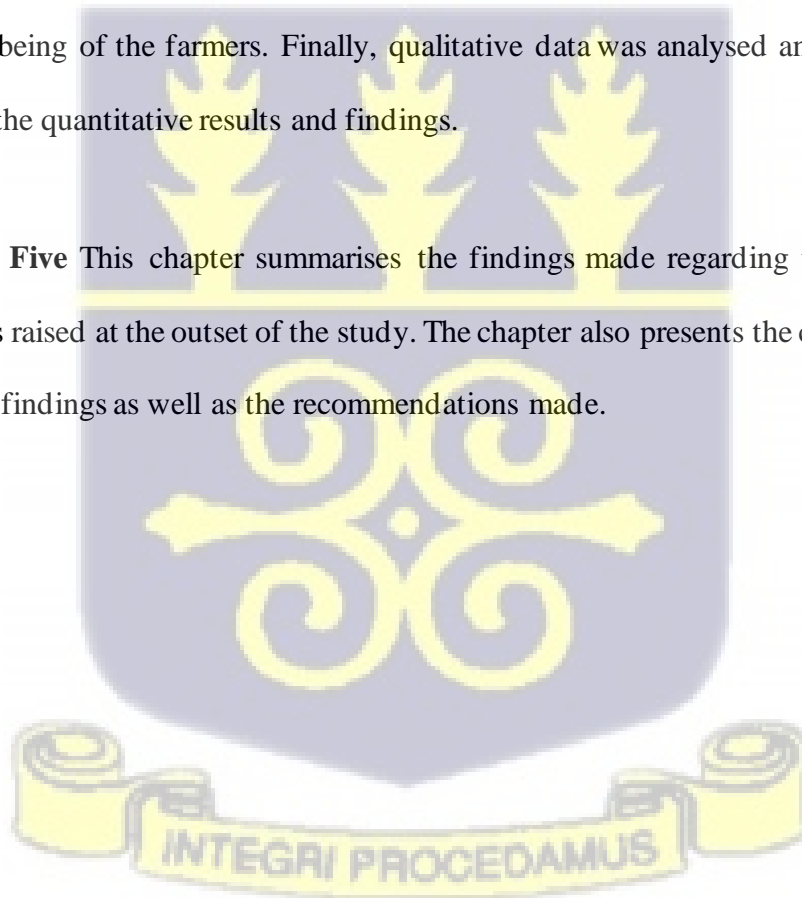 being of the farmers. Finally, qualitative data was analysed an
the quantitative results and findings.
Five This chapter summarises the findings made regarding
s raised at the outset of the study. The chapter also presents the
findings as well as the recommendations made.
INTEGRI PROCEDAMUS